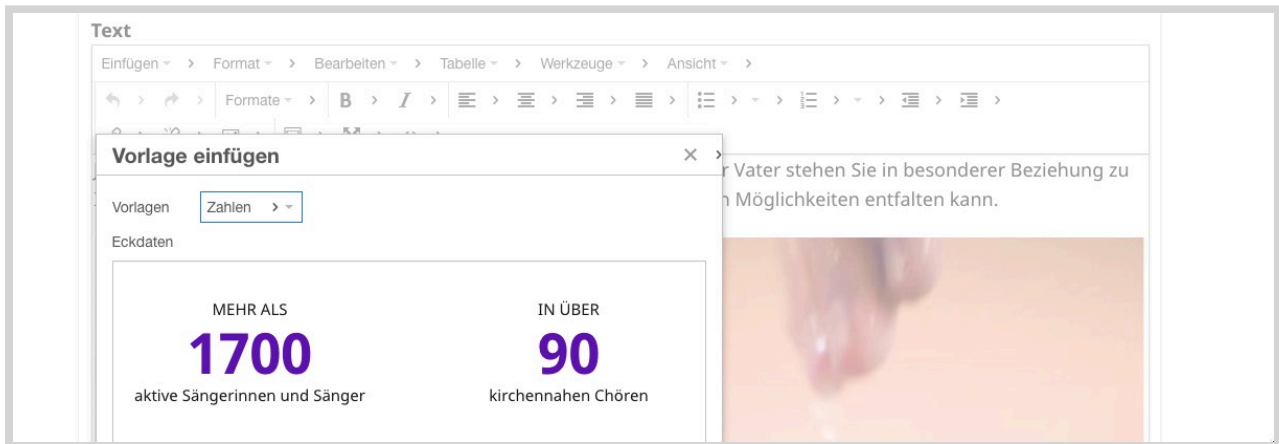 Text
Einfügen Format Bearbeiten Tabelle Werkzeuge Ansicht
Formate B I
Vorlage einfügen
r Vater stehen Sie in besonderer Beziehung zu
Möglichkeiten entfalten kann.
Vorlagen Zahlen
Eckdaten
MEHR ALS IN ÜBER
1700 90
aktive Sängerinnen und Sänger kirchennahen Chören